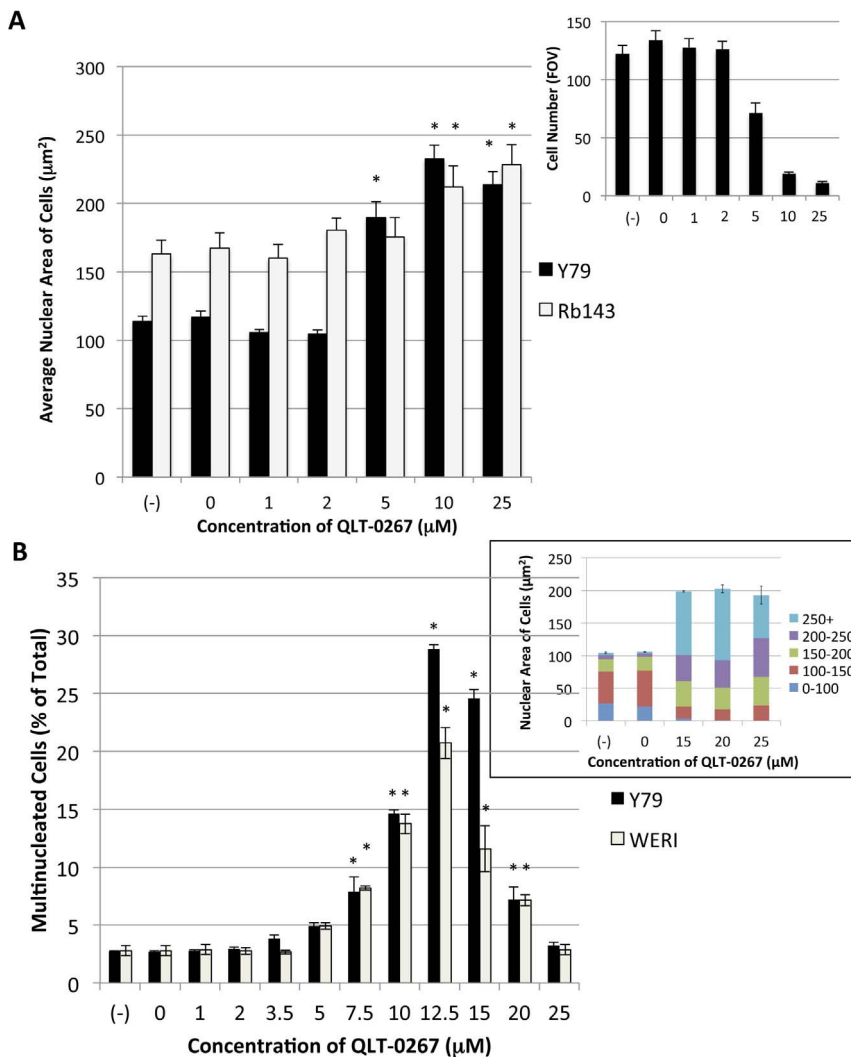 A
Average Nuclear Area of Cells (μm²)
300
250
200
150
100
50
0
* * * * *
(-) 0 1 2 5 10 25
Concentration of QLT-0267 (μM)
Cell Number (FOV)
150
100
50
0
(-) 0 1 2 5 10 25
Y79
Rb143
B
Multinucleated Cells (% of Total)
35
30
25
20
15
10
5
0
* * * * * * * * * *
(-) 0 1 2 3.5 5 7.5 10 12.5 15 20 25
Concentration of QLT-0267 (μM)
Nuclear Area of Cells (μm²)
250
200
150
100
50
0
(-) 0 15 20 25
Concentration of QLT-0267 (μM)
250+
200-250
150-200
100-150
0-100
Y79
WERI